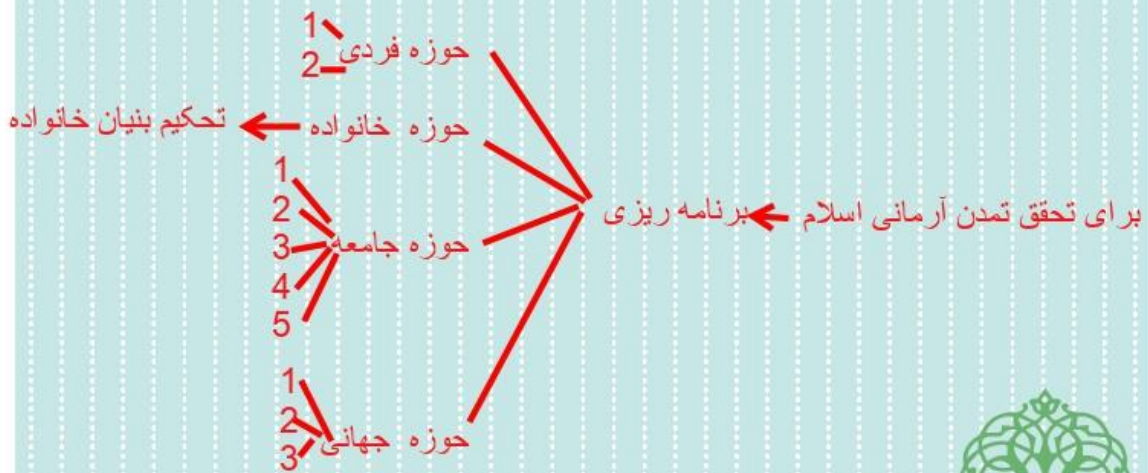 برای تحقق تمدن آرمانی اسلام
برنامه ریزی
حوزه فردی
1
2
حوزه خانواده
تحکیم بنیان خانواده
حوزه جامعه
1
2
3
4
5
حوزه جهانی
1
2
3